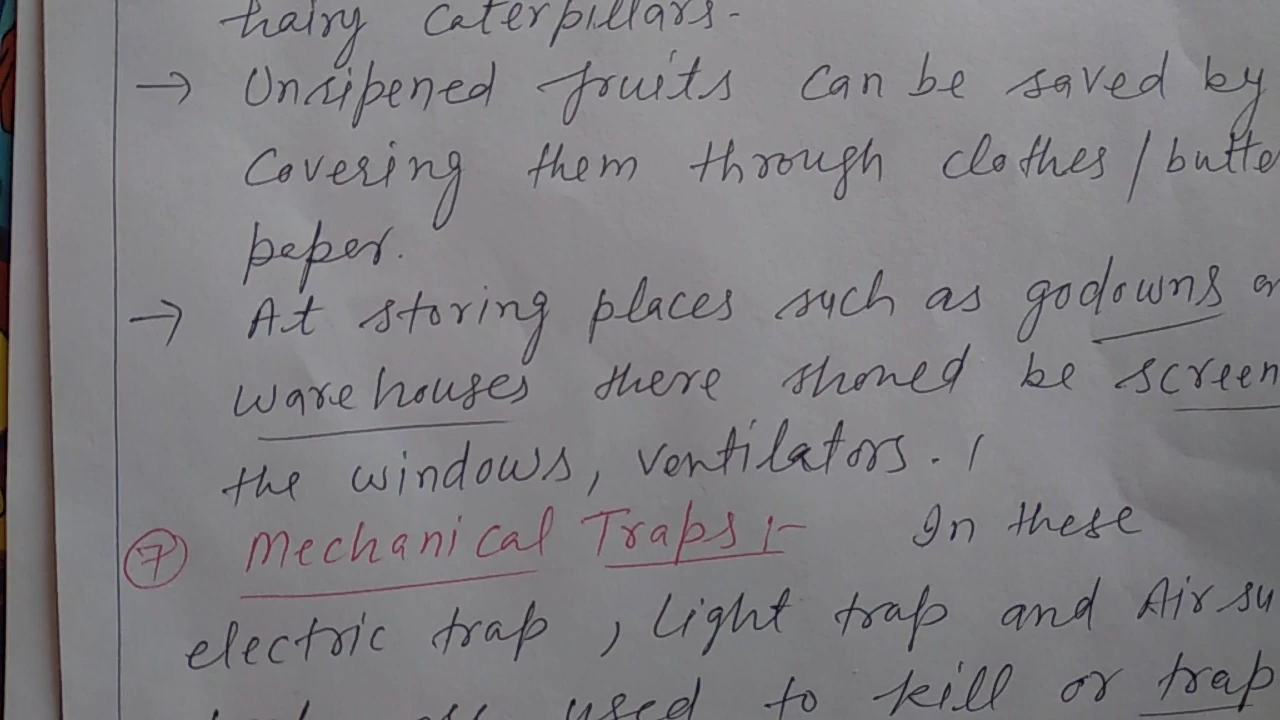 hairy caterpillars-
→ Unripened fruits can be saved by
Covering them through clothes / butte
peper.
→ At storing places such as godowns or
warehouses there shoned be screen
the windows, ventilators. /
⑦ Mechanical Traps :- In these
electric trap, Light trap and Air su
used to kill or trap